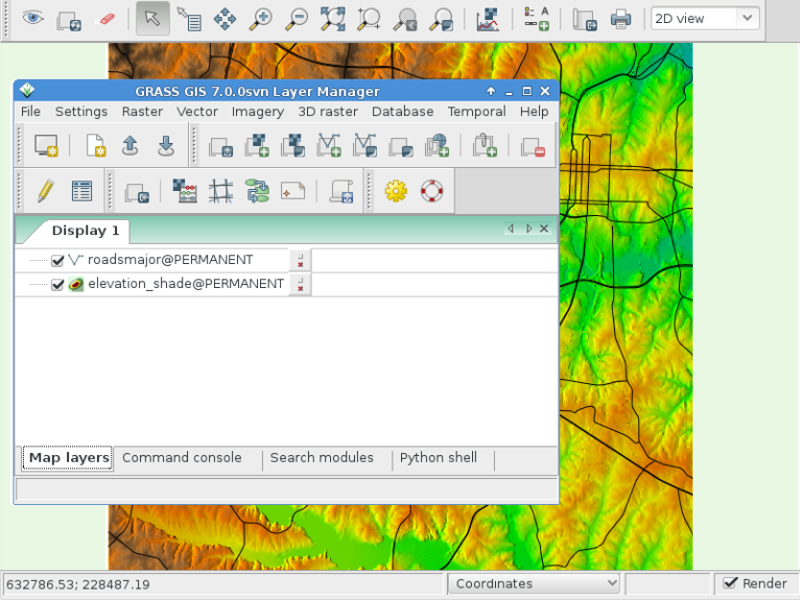 2D view
GRASS GIS 7.0.0svn Layer Manager
File Settings Raster Vector Imagery 3D raster Database Temporal Help
Display 1
roadsmajor@PERMANENT
elevation_shade@PERMANENT
Map layers Command console Search modules Python shell
632786.53; 228487.19 Coordinates Render